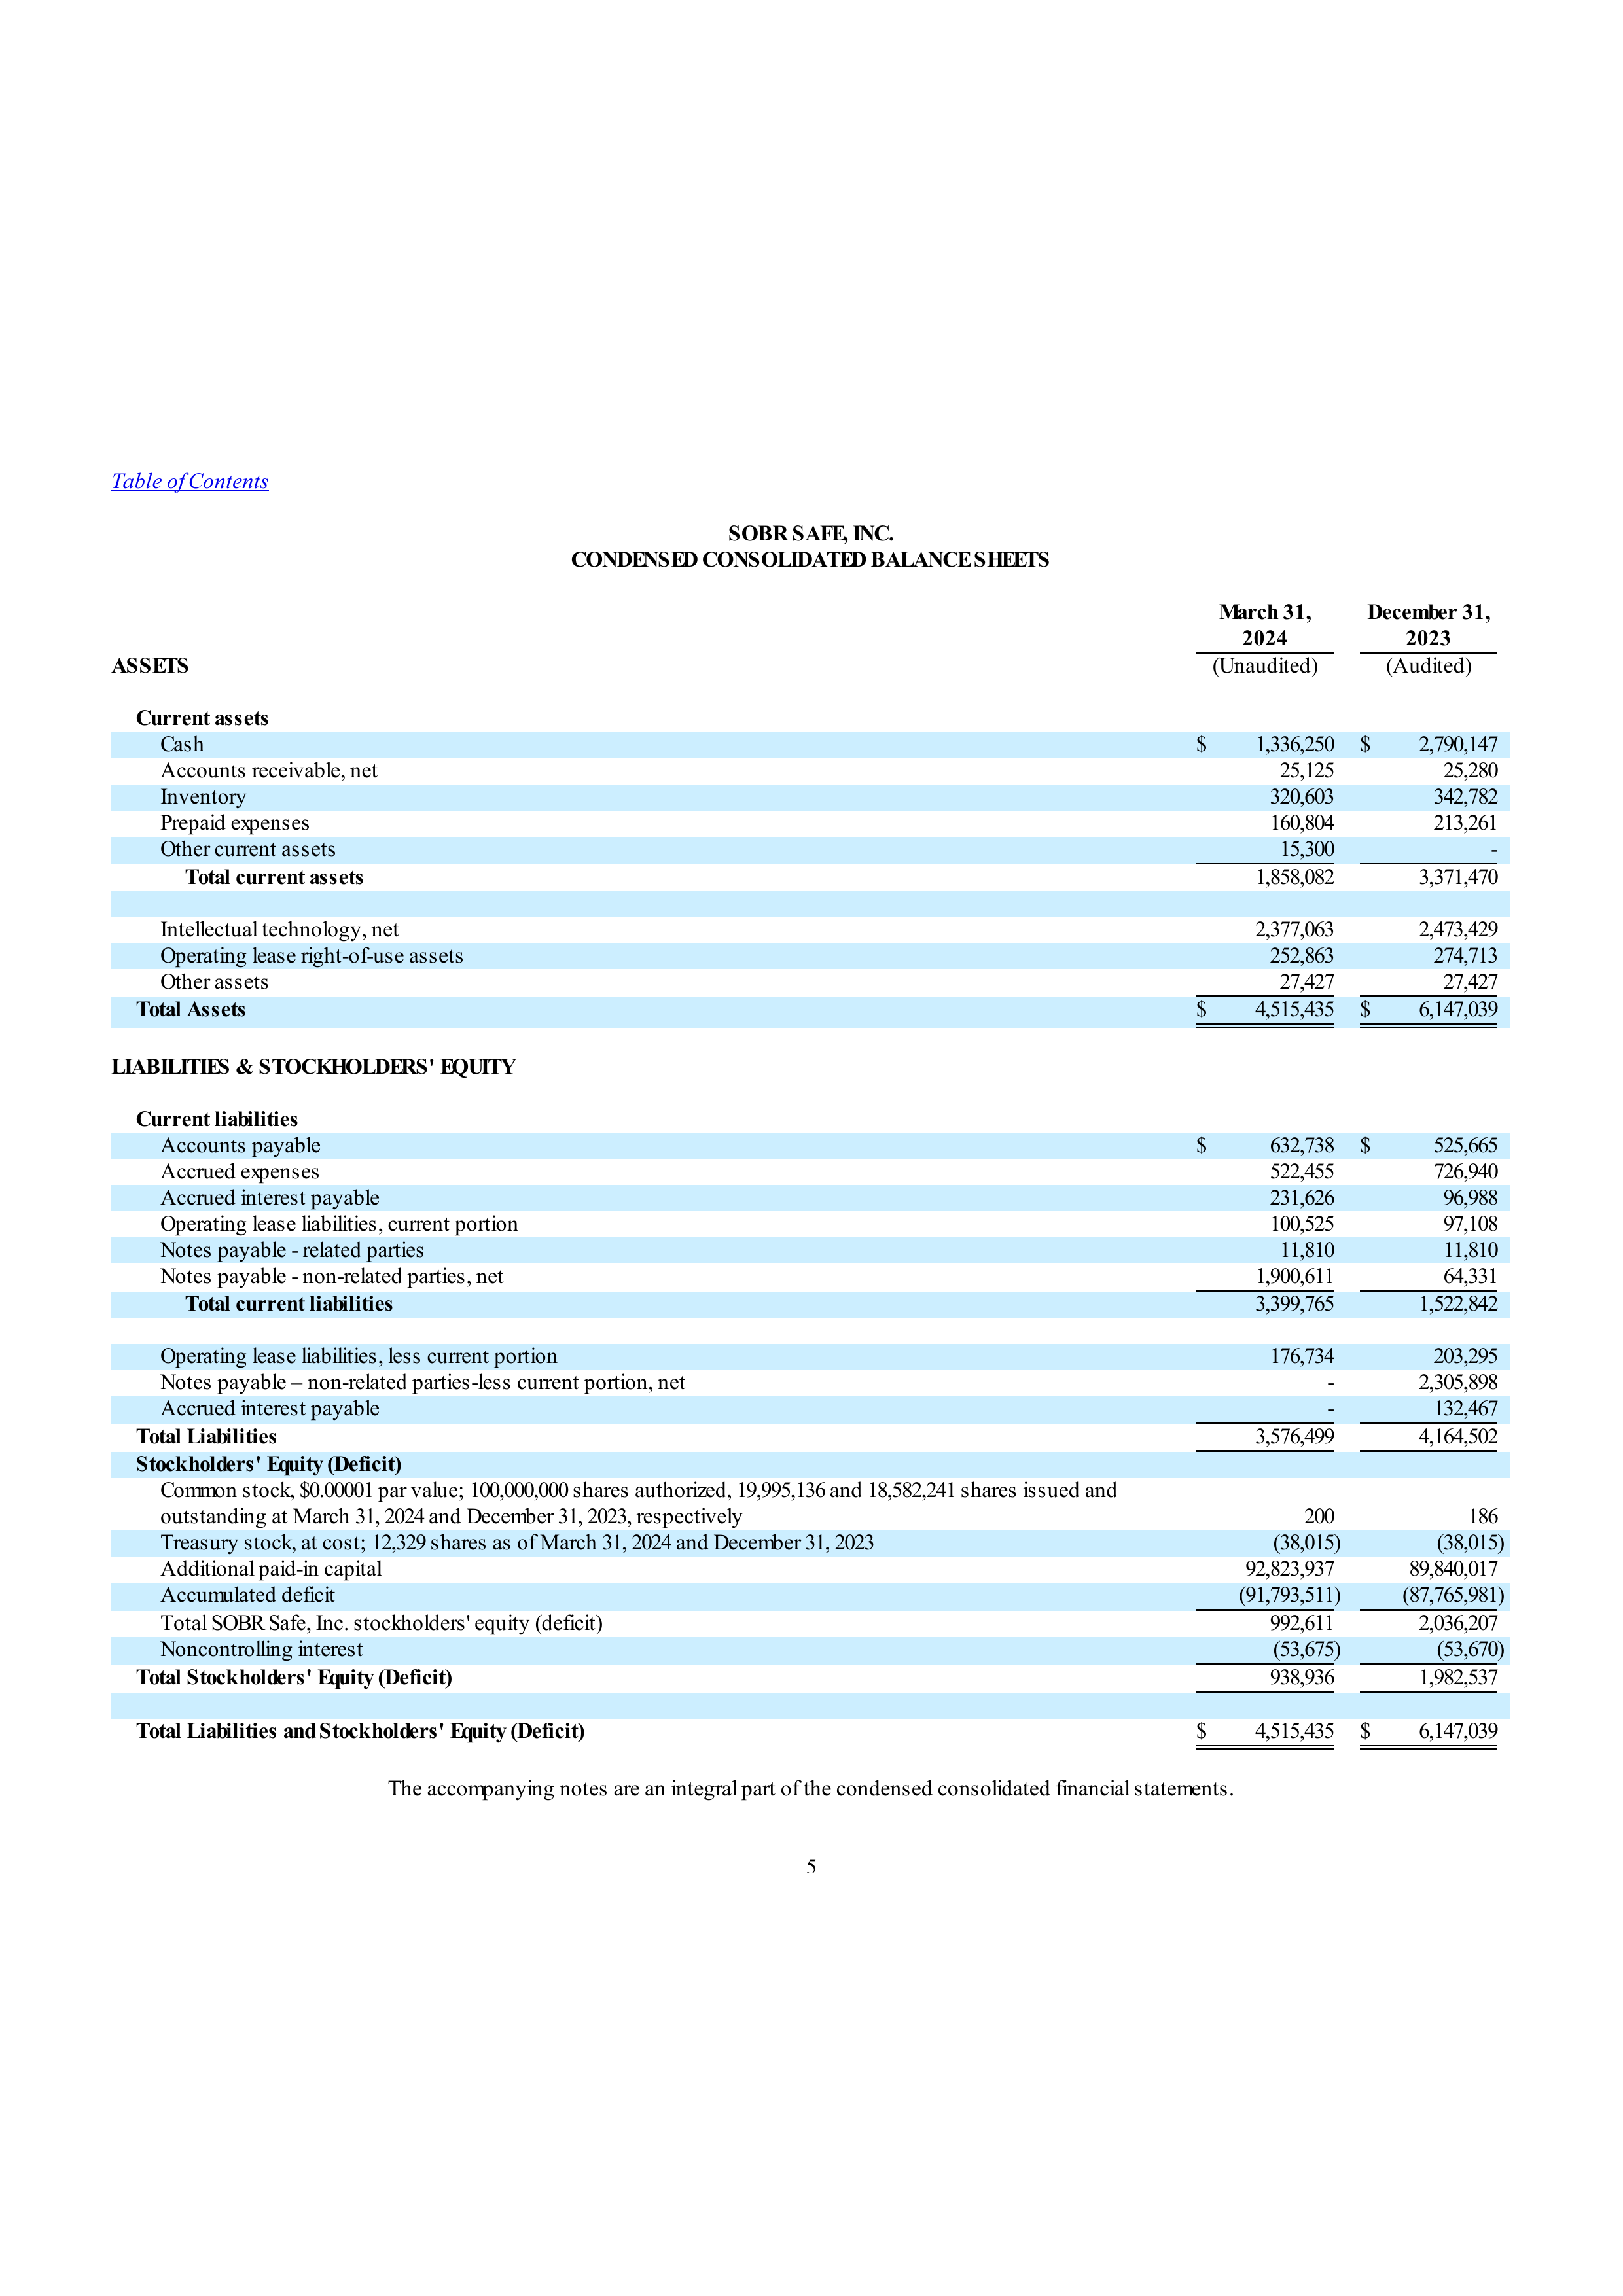 Table of Contents
SOBR SAFE, INC.
CONDENSED CONSOLIDATED BALANCE SHEETS
March 31, 2024 December 31, 2023
ASSETS (Unaudited) (Audited)
Current assets
Cash $ 1,336,250 $ 2,790,147
Accounts receivable, net 25,125 25,280
Inventory 320,603 342,782
Prepaid expenses 160,804 213,261
Other current assets 15,300 -
Total current assets 1,858,082 3,371,470
Intellectual technology, net 2,377,063 2,473,429
Operating lease right-of-use assets 252,863 274,713
Other assets 27,427 27,427
Total Assets $ 4,515,435 $ 6,147,039
LIABILITIES & STOCKHOLDERS' EQUITY
Current liabilities
Accounts payable $ 632,738 $ 525,665
Accrued expenses 522,455 726,940
Accrued interest payable 231,626 96,988
Operating lease liabilities, current portion 100,525 97,108
Notes payable - related parties 11,810 11,810
Notes payable - non-related parties, net 1,900,611 64,331
Total current liabilities 3,399,765 1,522,842
Operating lease liabilities, less current portion 176,734 203,295
Notes payable – non-related parties-less current portion, net - 2,305,898
Accrued interest payable - 132,467
Total Liabilities 3,576,499 4,164,502
Stockholders' Equity (Deficit)
Common stock, $0.00001 par value; 100,000,000 shares authorized, 19,995,136 and 18,582,241 shares issued and
outstanding at March 31, 2024 and December 31, 2023, respectively 200 186
Treasury stock, at cost; 12,329 shares as of March 31, 2024 and December 31, 2023 (38,015) (38,015)
Additional paid-in capital 92,823,937 89,840,017
Accumulated deficit (91,793,511) (87,765,981)
Total SOBR Safe, Inc. stockholders' equity (deficit) 992,611 2,036,207
Noncontrolling interest (53,675) (53,670)
Total Stockholders' Equity (Deficit) 938,936 1,982,537
Total Liabilities and Stockholders' Equity (Deficit) $ 4,515,435 $ 6,147,039
The accompanying notes are an integral part of the condensed consolidated financial statements.
5